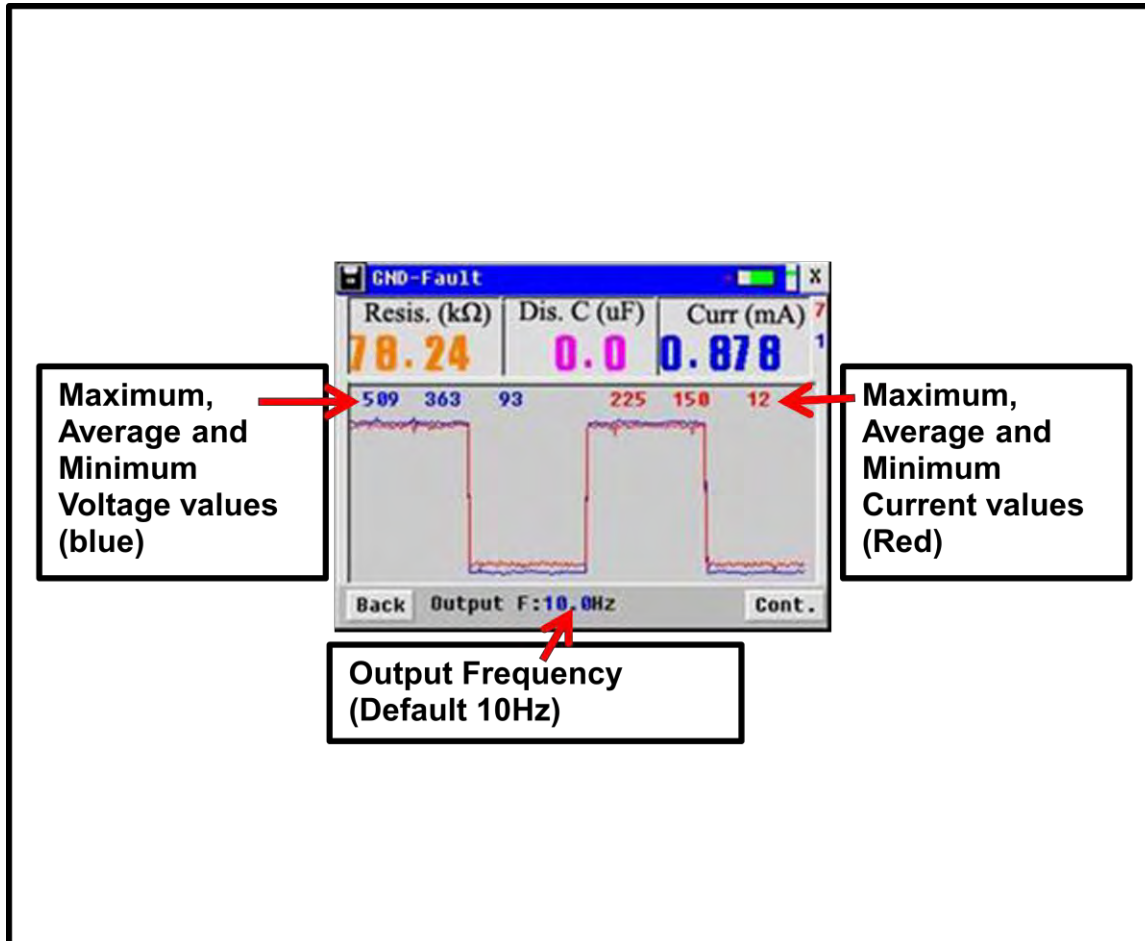 GND-Fault
X
Resis. (kΩ)
Dis. C (uF)
Curr (mA)
7
78.24
0.0
0.878
1
509 363 93
225 150 12
Maximum,
Average and
Minimum
Voltage values
(blue)
Maximum,
Average and
Minimum
Current values
(Red)
Back
Output F:10.0Hz
Cont.
Output Frequency
(Default 10Hz)